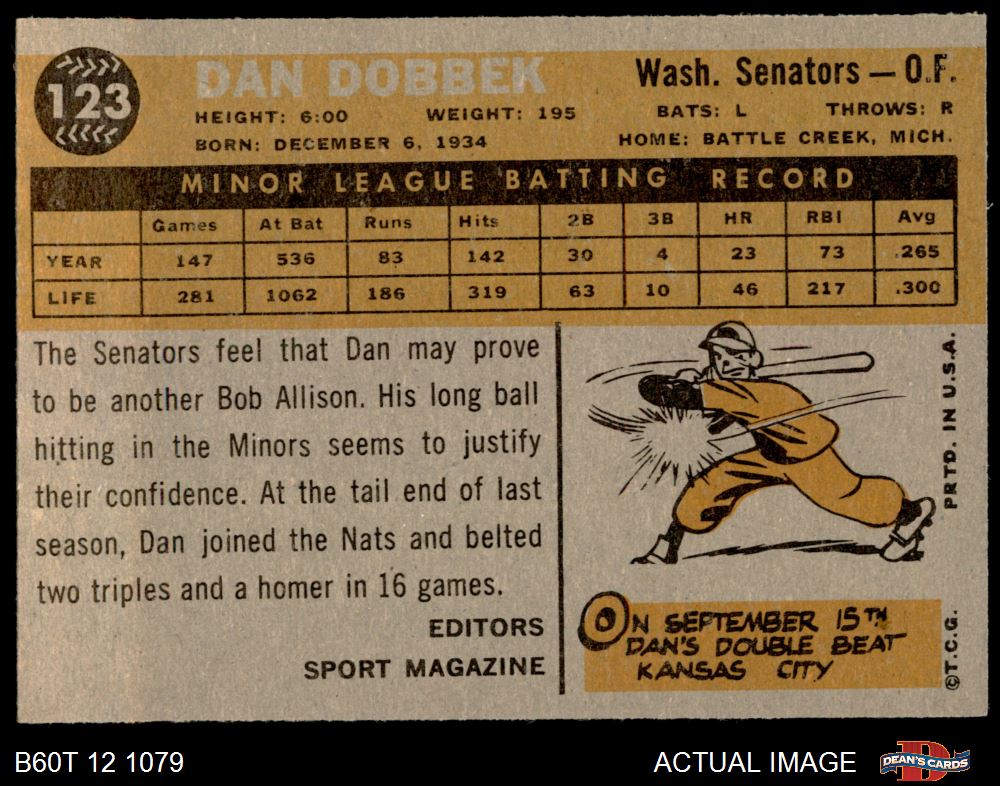 123
DAN DOBBEK
Wash. Senators — O.F.
HEIGHT: 6:00 WEIGHT: 195 BATS: L THROWS: R
BORN: DECEMBER 6, 1934 HOME: BATTLE CREEK, MICH.
MINOR LEAGUE BATTING RECORD
Games At Bat Runs Hits 2B 3B HR RBI Avg
YEAR 147 536 83 142 30 4 23 73 .265
LIFE 281 1062 186 319 63 10 46 217 .300
The Senators feel that Dan may prove
to be another Bob Allison. His long ball
hitting in the Minors seems to justify
their confidence. At the tail end of last
season, Dan joined the Nats and belted
two triples and a homer in 16 games.
EDITORS
SPORT MAGAZINE
ON SEPTEMBER 15TH
DAN'S DOUBLE BEAT
KANSAS CITY
PRTD. IN U.S.A.
©T.C.G.
B60T 12 1079
ACTUAL IMAGE
D
DEAN'S CARDS